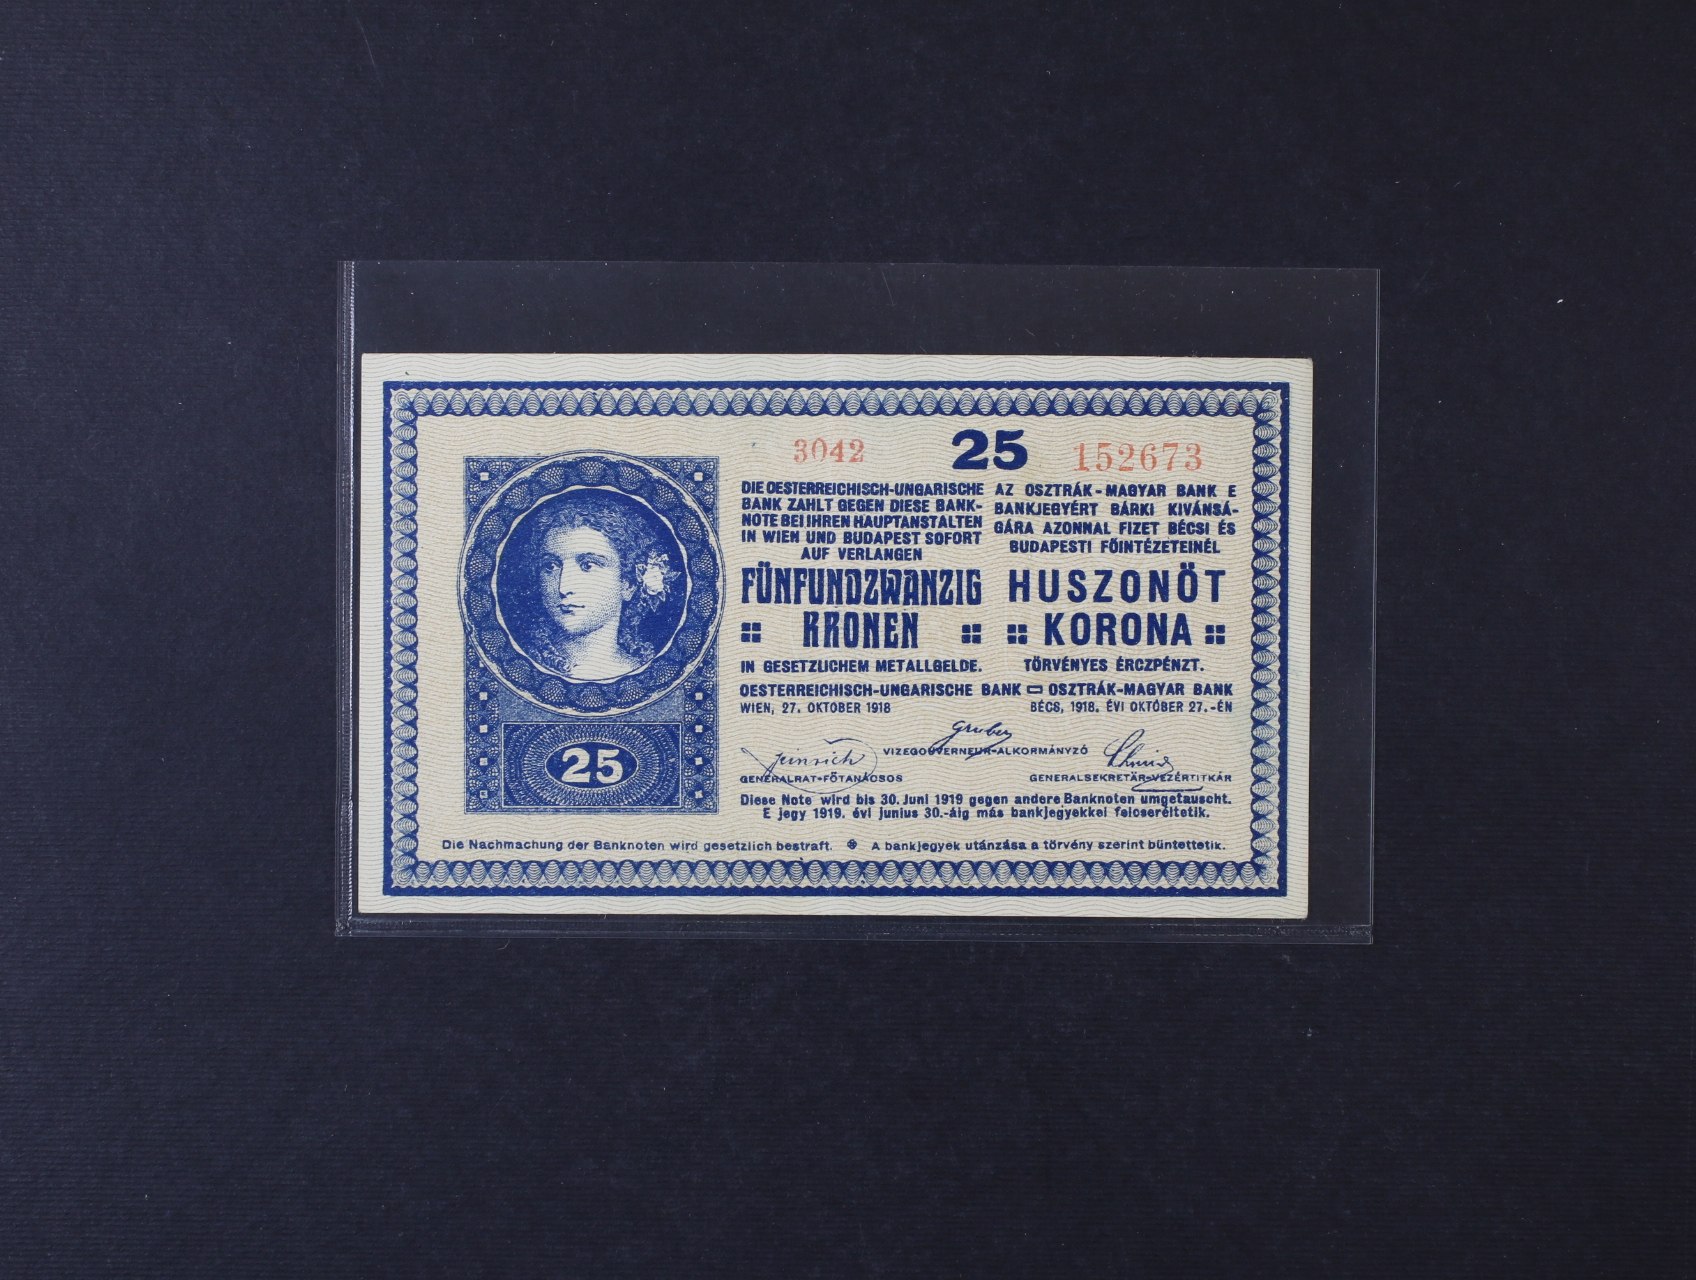 3042 25 152673
DIE OESTERREICHISCH-UNGARISCHE
BANK ZAHLT GEGEN DIESE BANK-
NOTE BEI IHREN HAUPTANSTALTEN
IN WIEN UND BUDAPEST SOFORT
AUF VERLANGEN
FÜNFUNDZWANZIG
KRONEN
IN GESETZLICHEM METALLGELDE.
AZ OSZTRÁK-MAGYAR BANK E
BANKJEGYÉRT BÁRKI KIVÁNSÁ-
GÁRA AZONNAL FIZET BÉCSI ÉS
BUDAPESTI FŐINTÉZETEINÉL
HUSZONÖT
KORONA
TÖRVÉNYES ÉRCZPÉNZT.
OESTERREICHISCH-UNGARISCHE BANK OSZTRÁK-MAGYAR BANK
WIEN, 27. OKTOBER 1918 BÉCS, 1918. ÉVI OKTÓBER 27.-ÉN
Gruber
VIZEGOUVERNEUR-ALKORMÁNYZÓ
GENERALRAT-FŐTANÁCSOS GENERALSEKRETÄR-VEZÉRTITKÁR
25
Diese Note wird bis 30. Juni 1919 gegen andere Banknoten umgetauscht.
E jegy 1919. évi junius 30.-áig más bankjegyekkel felcseréltetik.
Die Nachmachung der Banknoten wird gesetzlich bestraft. A bankjegyek utánzása a törvény szerint büntettetik.